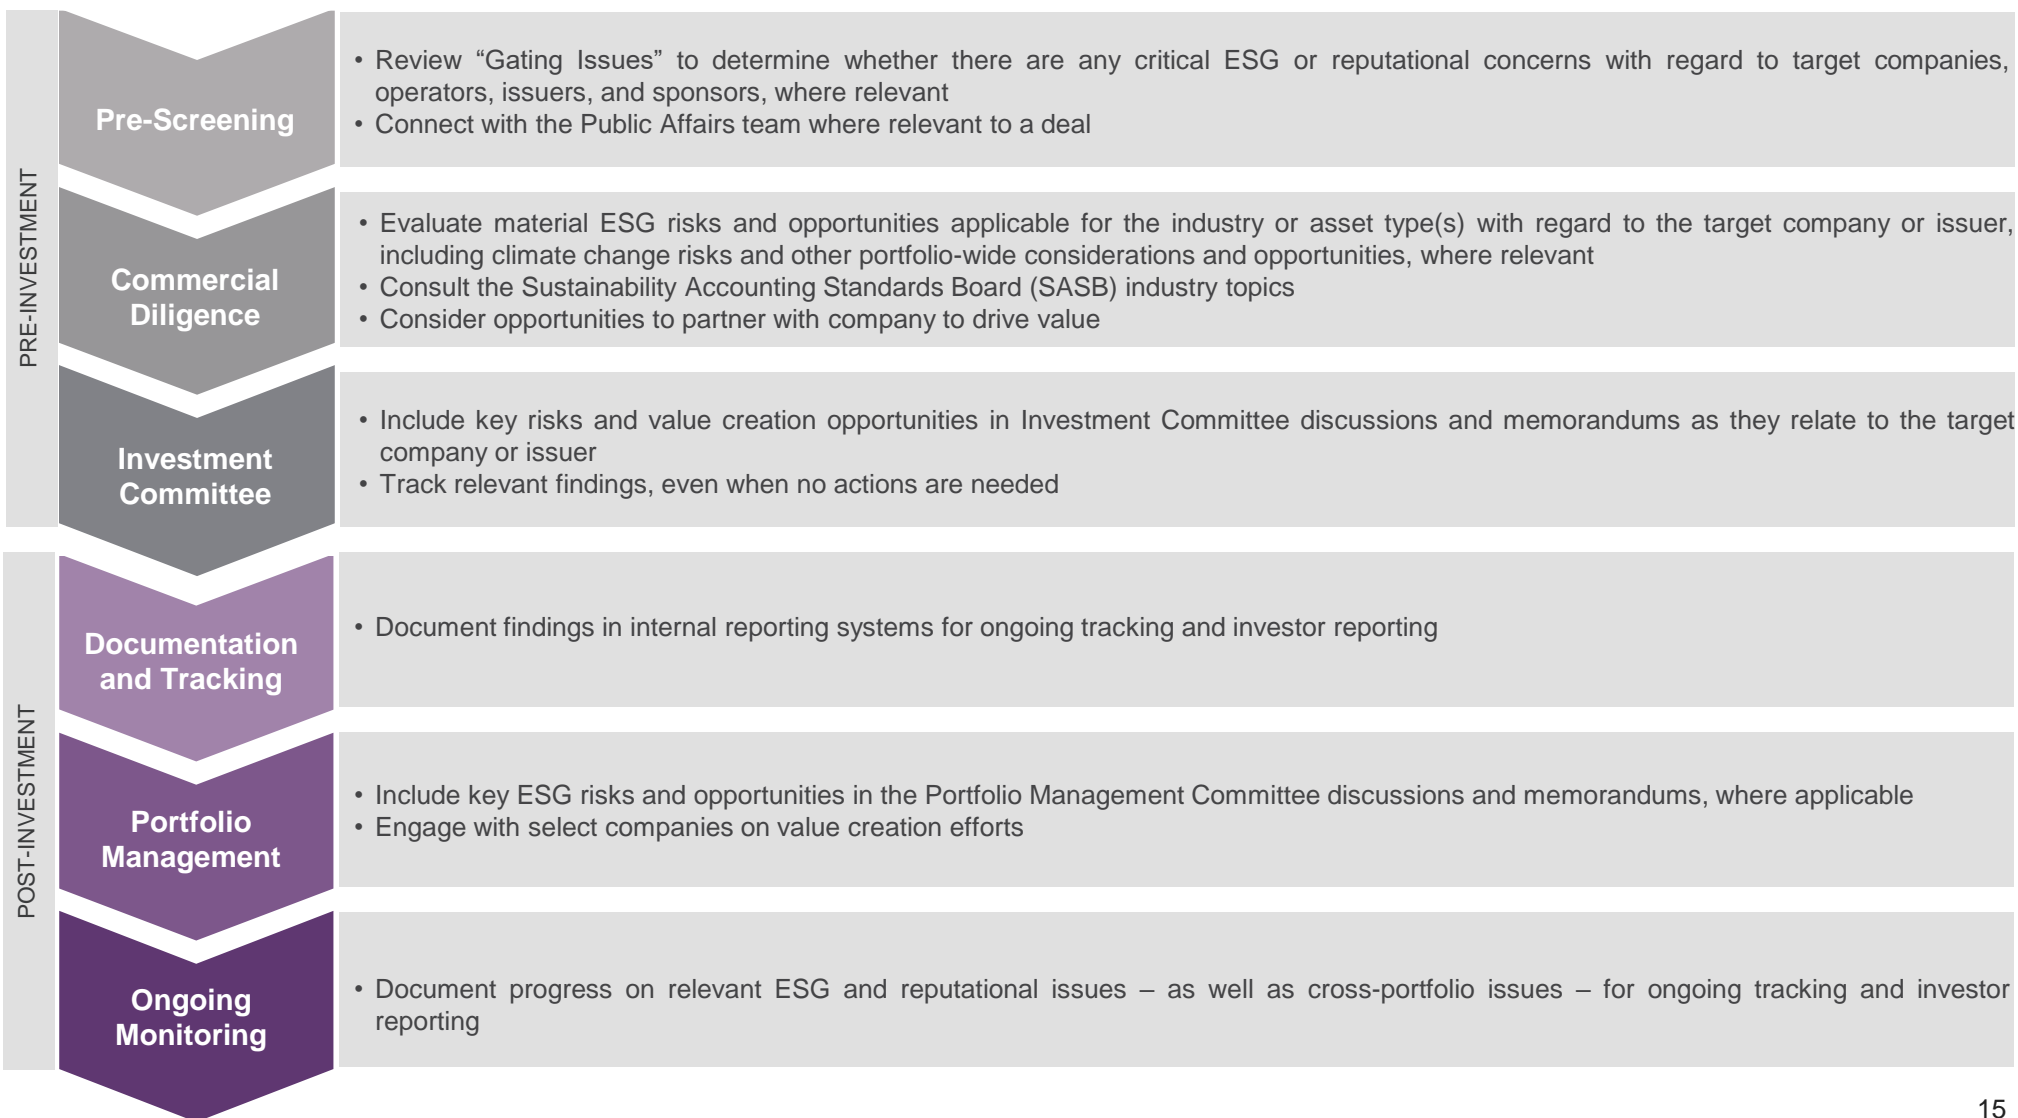 PRE-INVESTMENT
Pre-Screening
• Review “Gating Issues” to determine whether there are any critical ESG or reputational concerns with regard to target companies,
operators, issuers, and sponsors, where relevant
• Connect with the Public Affairs team where relevant to a deal
Commercial
Diligence
• Evaluate material ESG risks and opportunities applicable for the industry or asset type(s) with regard to the target company or issuer,
including climate change risks and other portfolio-wide considerations and opportunities, where relevant
• Consult the Sustainability Accounting Standards Board (SASB) industry topics
• Consider opportunities to partner with company to drive value
Investment
Committee
• Include key risks and value creation opportunities in Investment Committee discussions and memorandums as they relate to the target
company or issuer
• Track relevant findings, even when no actions are needed
POST-INVESTMENT
Documentation
and Tracking
• Document findings in internal reporting systems for ongoing tracking and investor reporting
Portfolio
Management
• Include key ESG risks and opportunities in the Portfolio Management Committee discussions and memorandums, where applicable
• Engage with select companies on value creation efforts
Ongoing
Monitoring
• Document progress on relevant ESG and reputational issues – as well as cross-portfolio issues – for ongoing tracking and investor
reporting
15